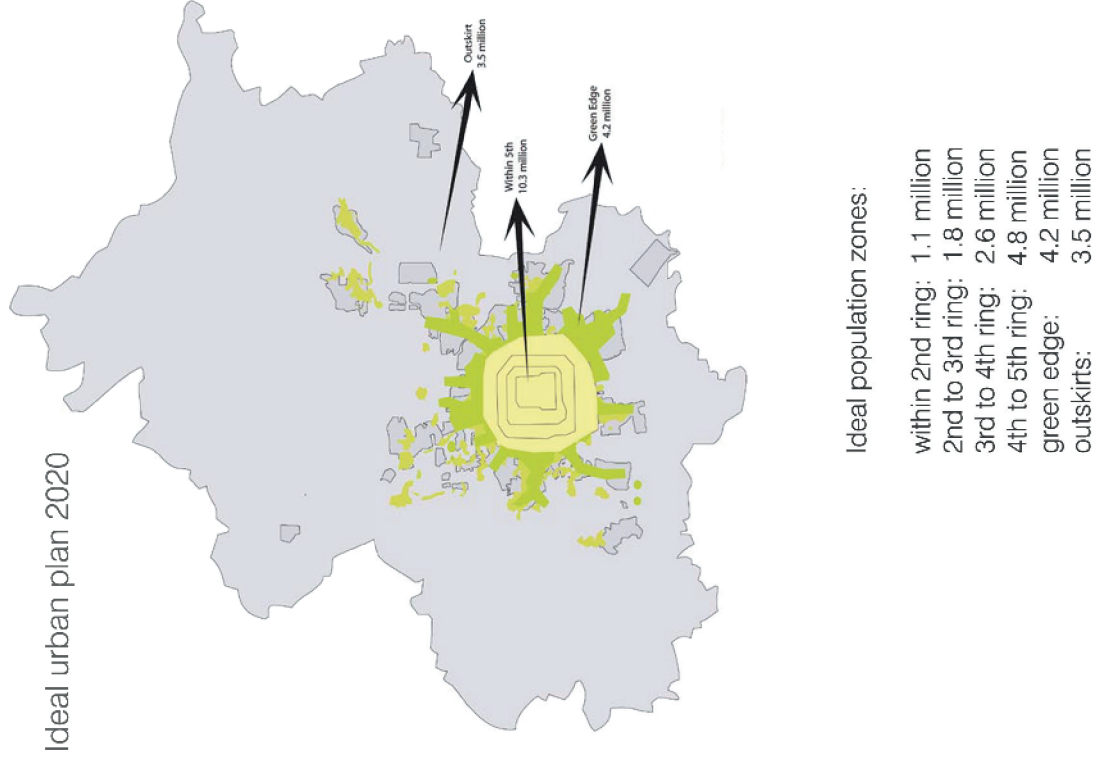 Ideal urban plan 2020
Outskirt
3.5 million
Within 5th
10.3 million
Green Edge
4.2 million
Ideal population zones:
within 2nd ring: 1.1 million
2nd to 3rd ring: 1.8 million
3rd to 4th ring: 2.6 million
4th to 5th ring: 4.8 million
green edge: 4.2 million
outskirts: 3.5 million